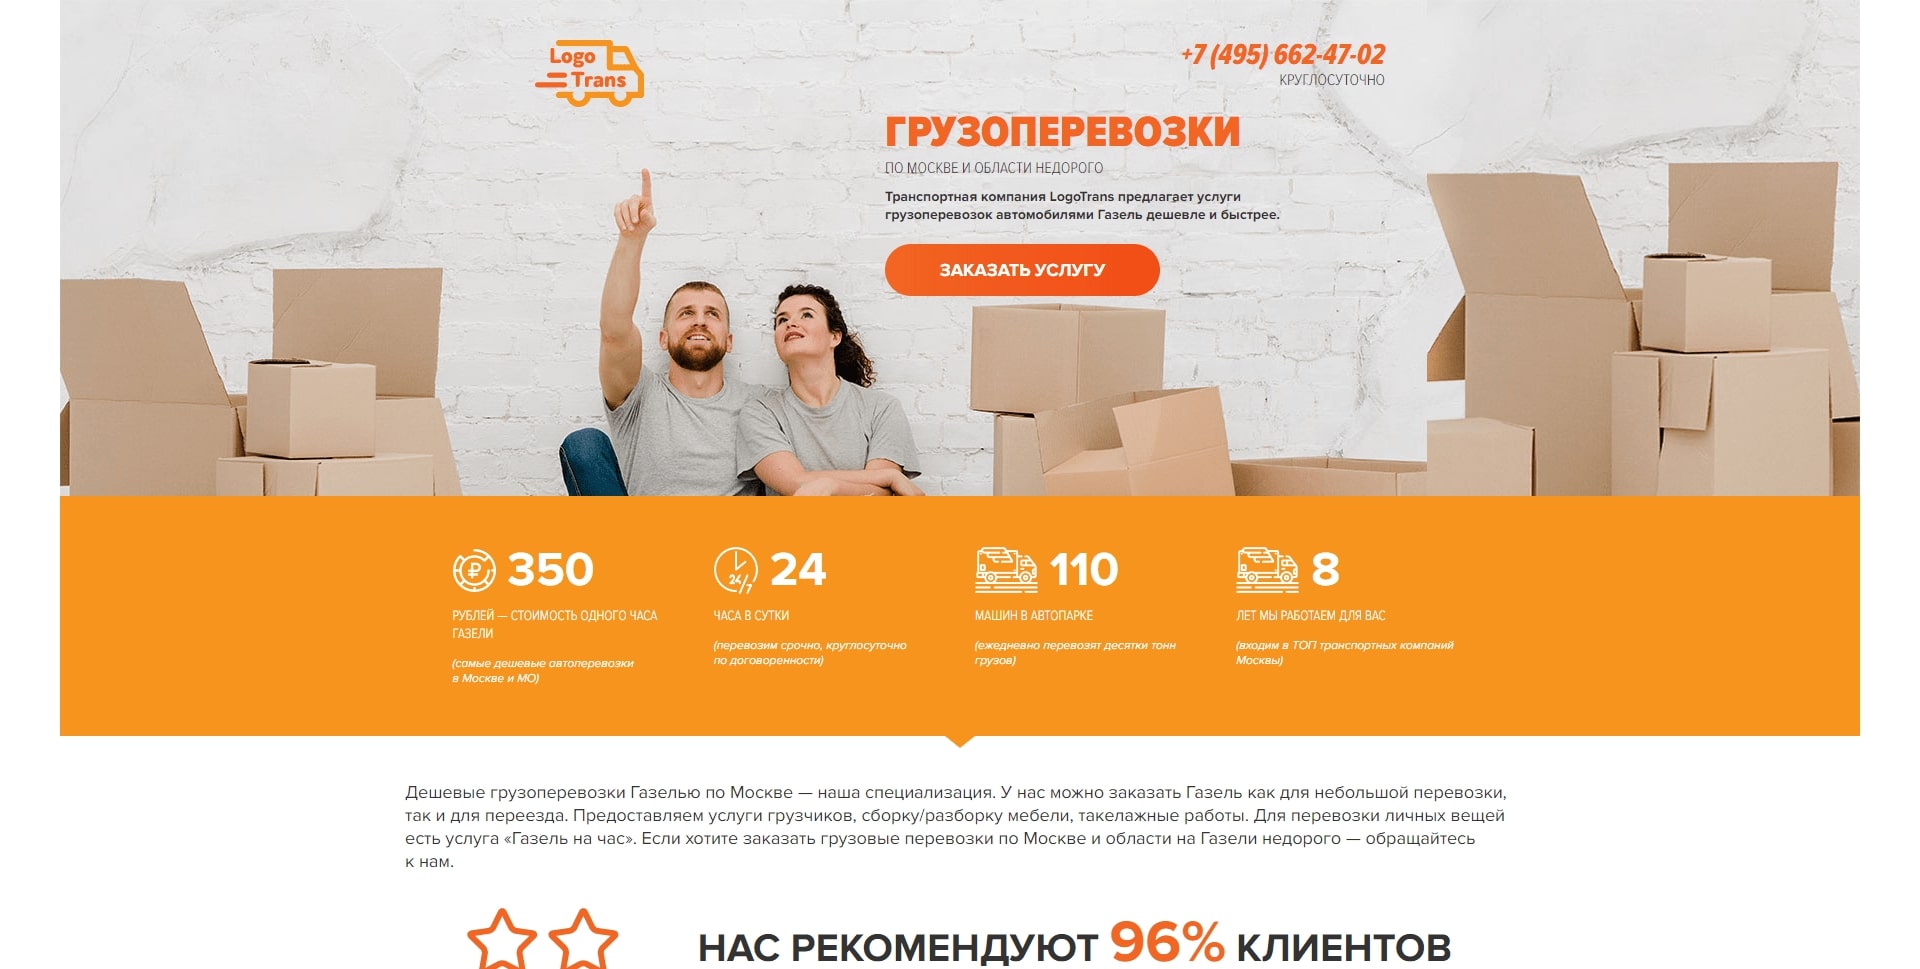 Logo
Trans
+7 (495) 662-47-02
КРУГЛОСУТОЧНО
ГРУЗОПЕРЕВОЗКИ
ПО МОСКВЕ И ОБЛАСТИ НЕДОРОГО
Транспортная компания LogoTrans предлагает услуги
грузоперевозок автомобилями Газель дешевле и быстрее.
ЗАКАЗАТЬ УСЛУГУ
₽ 350
РУБЛЕЙ — СТОИМОСТЬ ОДНОГО ЧАСА
ГАЗЕЛИ
(самые дешевые автоперевозки
в Москве и МО)
24/7 24
ЧАСА В СУТКИ
(перевозим срочно, круглосуточно
по договоренности)
110
МАШИН В АВТОПАРКЕ
(ежедневно перевозят десятки тонн
грузов)
8
ЛЕТ МЫ РАБОТАЕМ ДЛЯ ВАС
(входим в ТОП транспортных компаний
Москвы)
Дешевые грузоперевозки Газелью по Москве — наша специализация. У нас можно заказать Газель как для небольшой перевозки,
так и для переезда. Предоставляем услуги грузчиков, сборку/разборку мебели, такелажные работы. Для перевозки личных вещей
есть услуга «Газель на час». Если хотите заказать грузовые перевозки по Москве и области на Газели недорого — обращайтесь
к нам.
НАС РЕКОМЕНДУЮТ 96% КЛИЕНТОВ